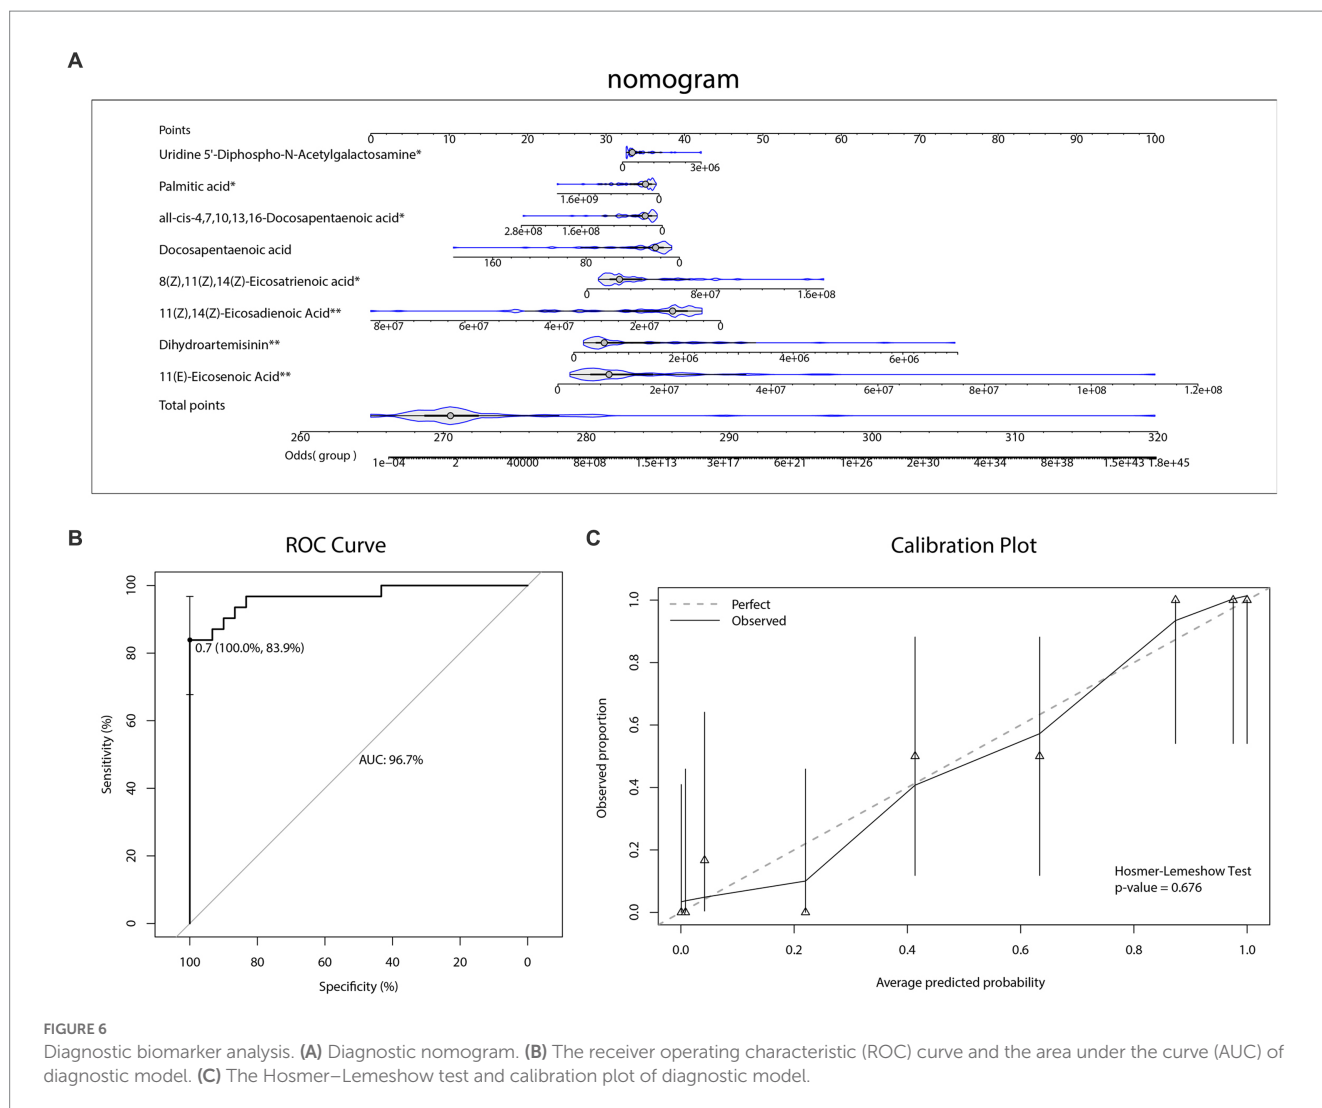 A
nomogram
Points
0 10 20 30 40 50 60 70 80 90 100
Uridine 5'-Diphospho-N-Acetylgalactosamine*
0 3e+06
Palmitic acid*
1.6e+09 0
all-cis-4,7,10,13,16-Docosapentaenoic acid*
2.8e+08 1.6e+08 0
Docosapentaenoic acid
160 80 0
8(Z),11(Z),14(Z)-Eicosatrienoic acid*
0 8e+07 1.6e+08
11(Z),14(Z)-Eicosadienoic Acid**
8e+07 6e+07 4e+07 2e+07 0
Dihydroartemisinin**
0 2e+06 4e+06 6e+06
11(E)-Eicosenoic Acid**
0 2e+07 4e+07 6e+07 8e+07 1e+08 1.2e+08
Total points
260 270 280 290 300 310 320
Odds( group )
1e−04 2 40000 8e+08 1.5e+13 3e+17 6e+21 1e+26 2e+30 4e+34 8e+38 1.5e+43 1.8e+45
B
ROC Curve
Sensitivity (%)
100
80
60
40
20
0
0.7 (100.0%, 83.9%)
AUC: 96.7%
100 80 60 40 20 0
Specificity (%)
C
Calibration Plot
Observed proportion
1.0
0.8
0.6
0.4
0.2
0.0
Perfect
Observed
Hosmer-Lemeshow Test
p-value = 0.676
0.0 0.2 0.4 0.6 0.8 1.0
Average predicted probability
FIGURE 6
Diagnostic biomarker analysis. (A) Diagnostic nomogram. (B) The receiver operating characteristic (ROC) curve and the area under the curve (AUC) of
diagnostic model. (C) The Hosmer–Lemeshow test and calibration plot of diagnostic model.